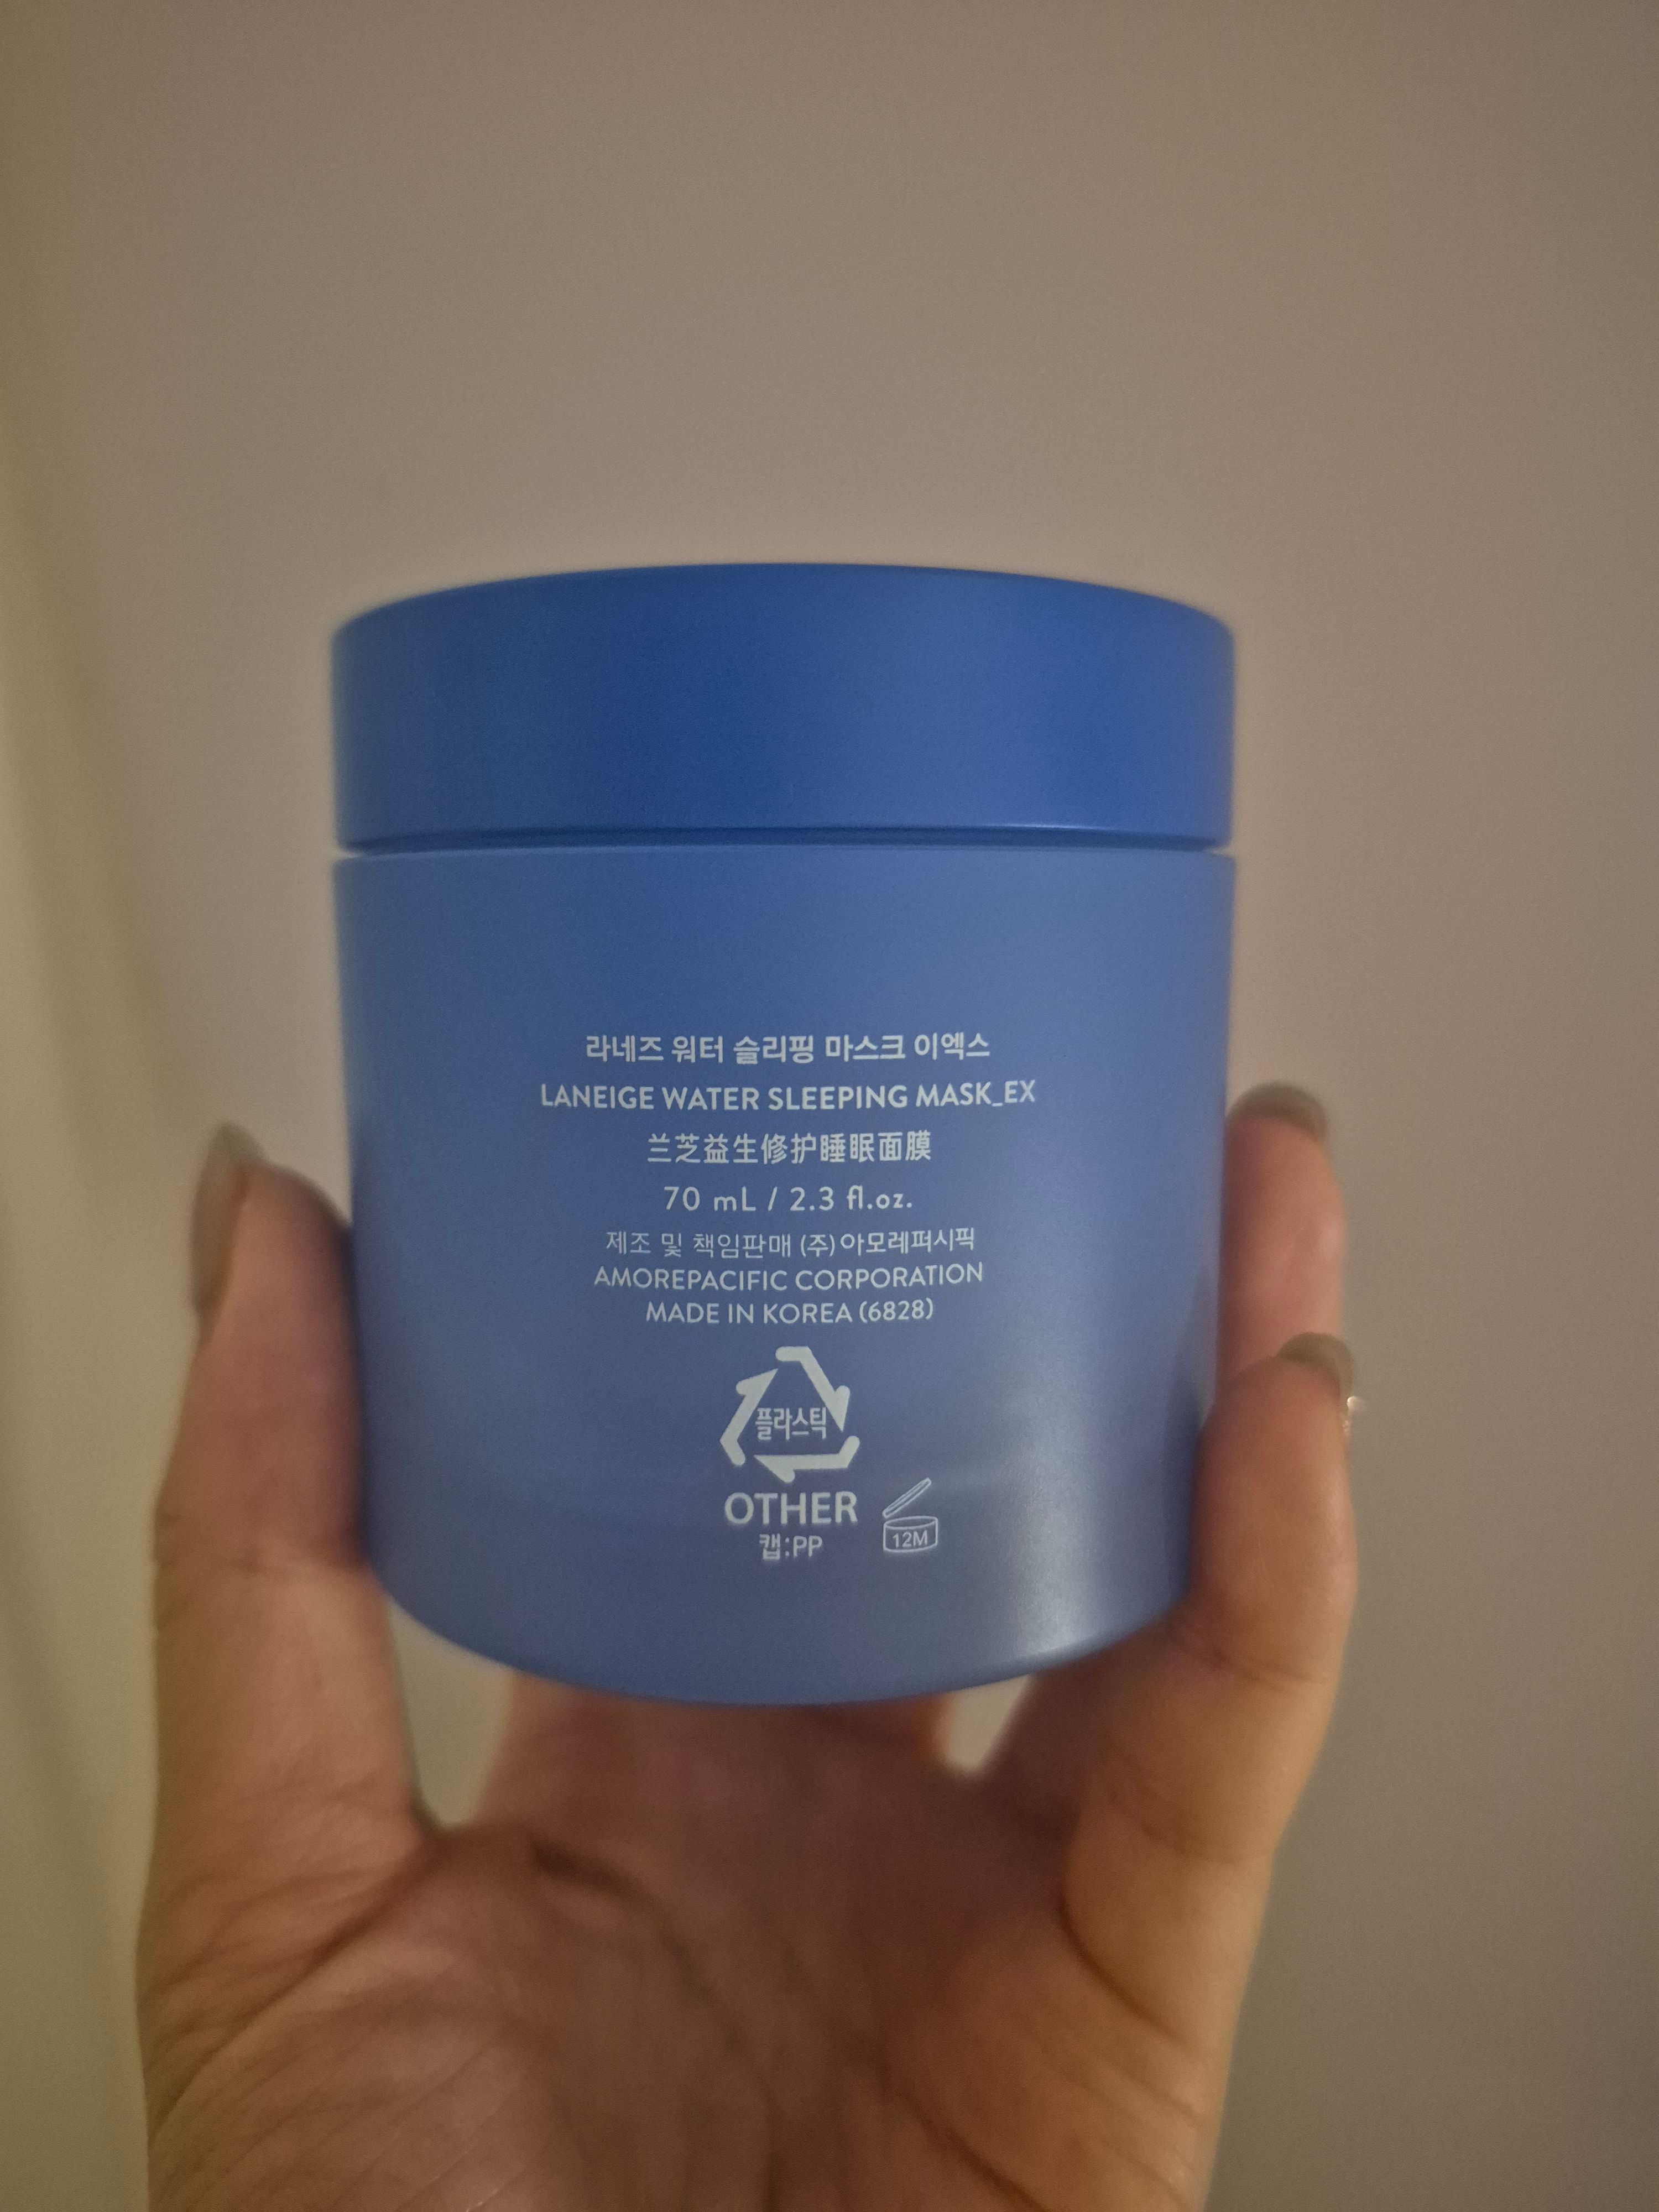 라네즈 워터 슬리핑 마스크 이엑스
LANEIGE WATER SLEEPING MASK_EX
兰芝益生修护睡眠面膜
70 mL / 2.3 fl.oz.
제조 및 책임판매 (주)아모레퍼시픽
AMOREPACIFIC CORPORATION
MADE IN KOREA (6828)
플라스틱
OTHER
캡:PP
12M